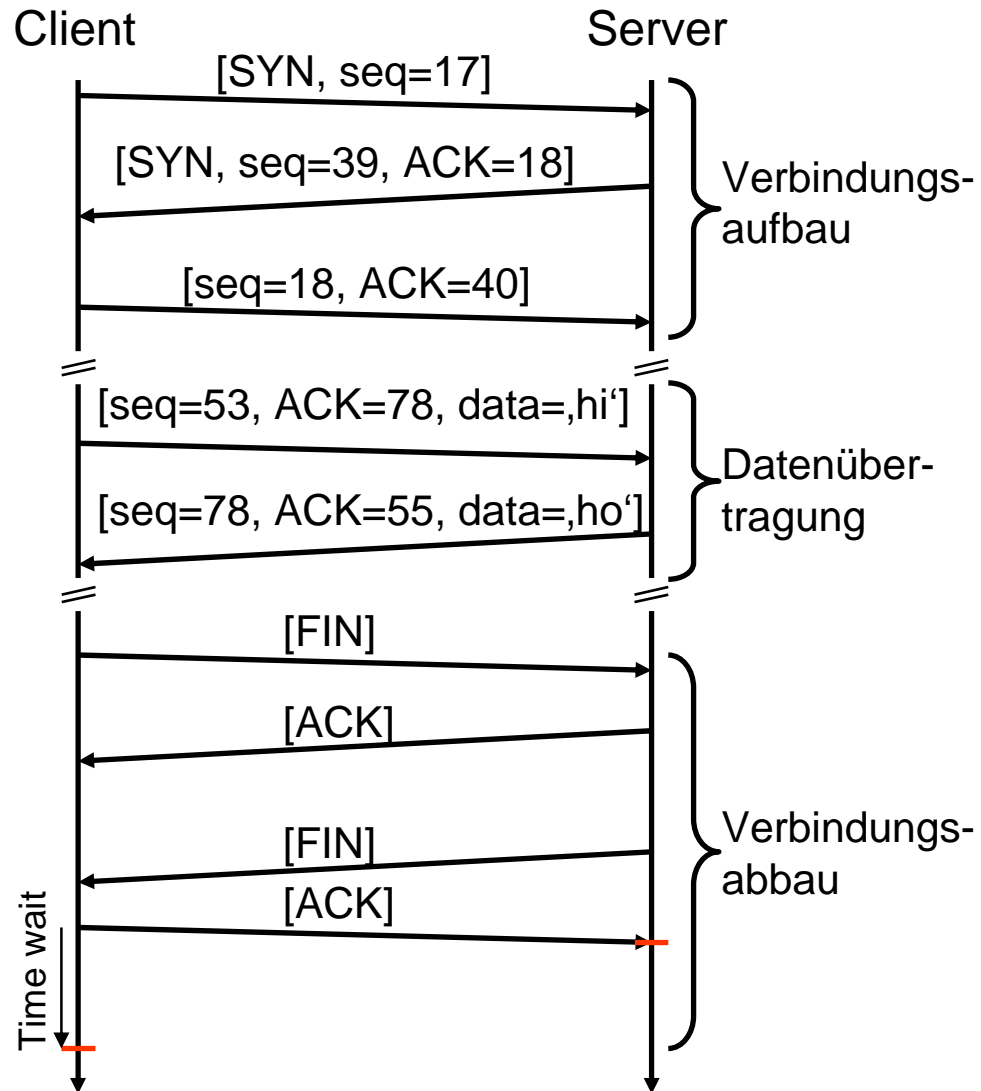 Client
Server
[SYN, seq=17]
[SYN, seq=39, ACK=18]
Verbindungs-
aufbau
[seq=18, ACK=40]
[seq=53, ACK=78, data=‚hi‘]
Datenüber-
tragung
[seq=78, ACK=55, data=‚ho‘]
[FIN]
[ACK]
Verbindungs-
abbau
[FIN]
[ACK]
Time wait